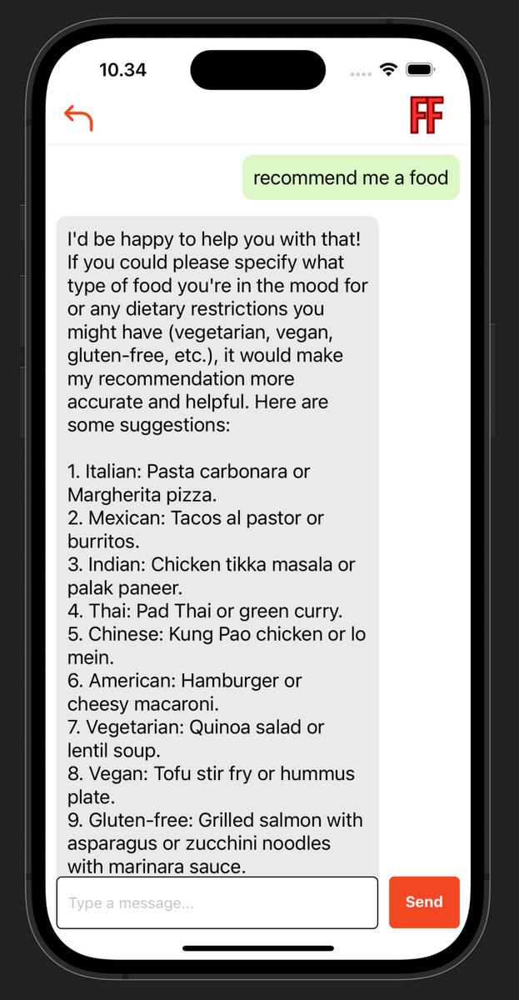 10.34
FF
recommend me a food
I'd be happy to help you with that!
If you could please specify what
type of food you're in the mood for
or any dietary restrictions you
might have (vegetarian, vegan,
gluten-free, etc.), it would make
my recommendation more
accurate and helpful. Here are
some suggestions:
1. Italian: Pasta carbonara or
Margherita pizza.
2. Mexican: Tacos al pastor or
burritos.
3. Indian: Chicken tikka masala or
palak paneer.
4. Thai: Pad Thai or green curry.
5. Chinese: Kung Pao chicken or lo
mein.
6. American: Hamburger or
cheesy macaroni.
7. Vegetarian: Quinoa salad or
lentil soup.
8. Vegan: Tofu stir fry or hummus
plate.
9. Gluten-free: Grilled salmon with
asparagus or zucchini noodles
with marinara sauce.
Type a message...
Send